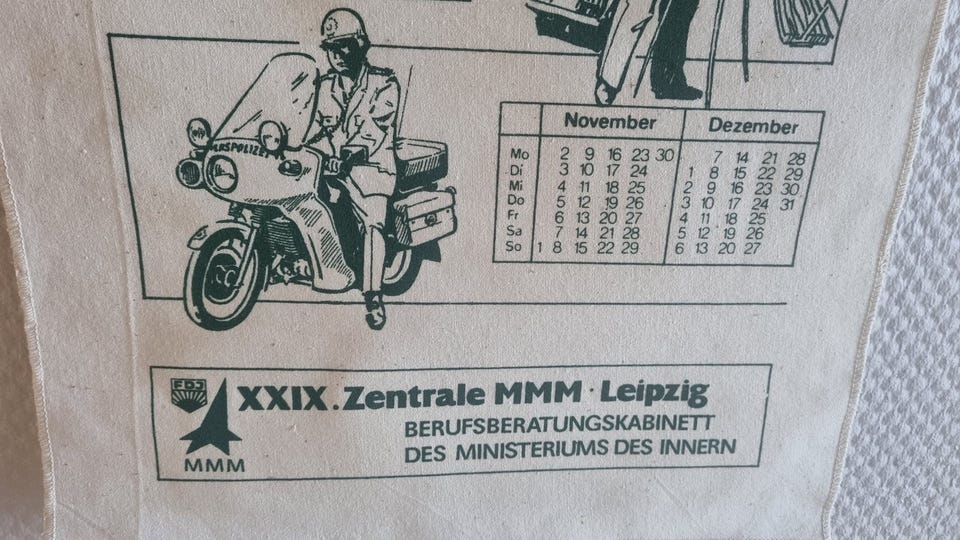 LKSPOLIZEI
November Dezember
Mo 2 9 16 23 30 7 14 21 28
Di 3 10 17 24 1 8 15 22 29
Mi 4 11 18 25 2 9 16 23 30
Do 5 12 19 26 3 10 17 24 31
Fr 6 13 20 27 4 11 18 25
Sa 7 14 21 28 5 12 19 26
So 1 8 15 22 29 6 13 20 27
FDJ
MMM
XXIX. Zentrale MMM · Leipzig
BERUFSBERATUNGSKABINETT
DES MINISTERIUMS DES INNERN